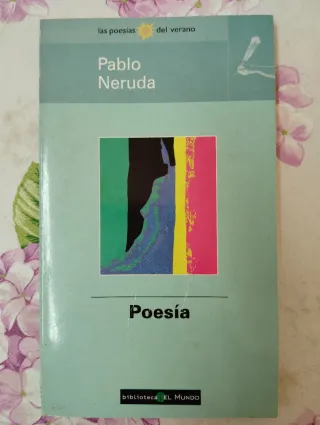 las poesías del verano
Pablo
Neruda
Poesía
biblioteca EL MUNDO